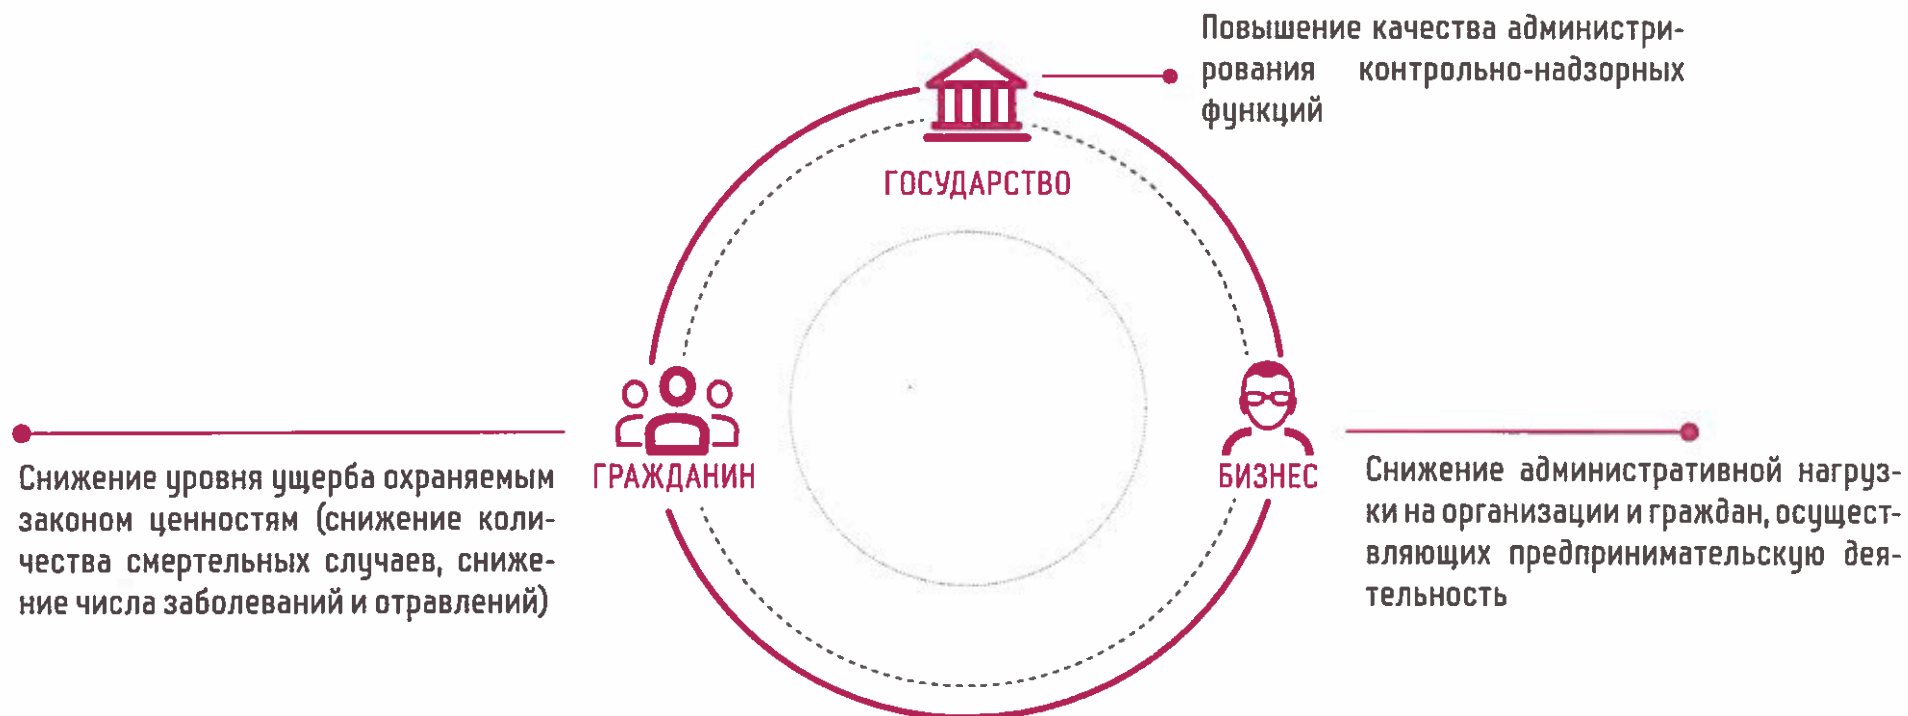 Повышение качества администри-
рования контрольно-надзорных
функций
ГОСУДАРСТВО
ГРАЖДАНИН
Снижение уровня ущерба охраняемым
законом ценностям (снижение коли-
чества смертельных случаев, сниже-
ние числа заболеваний и отравлений)
БИЗНЕС
Снижение административной нагруз-
ки на организации и граждан, осущест-
вляющих предпринимательскую дея-
тельность